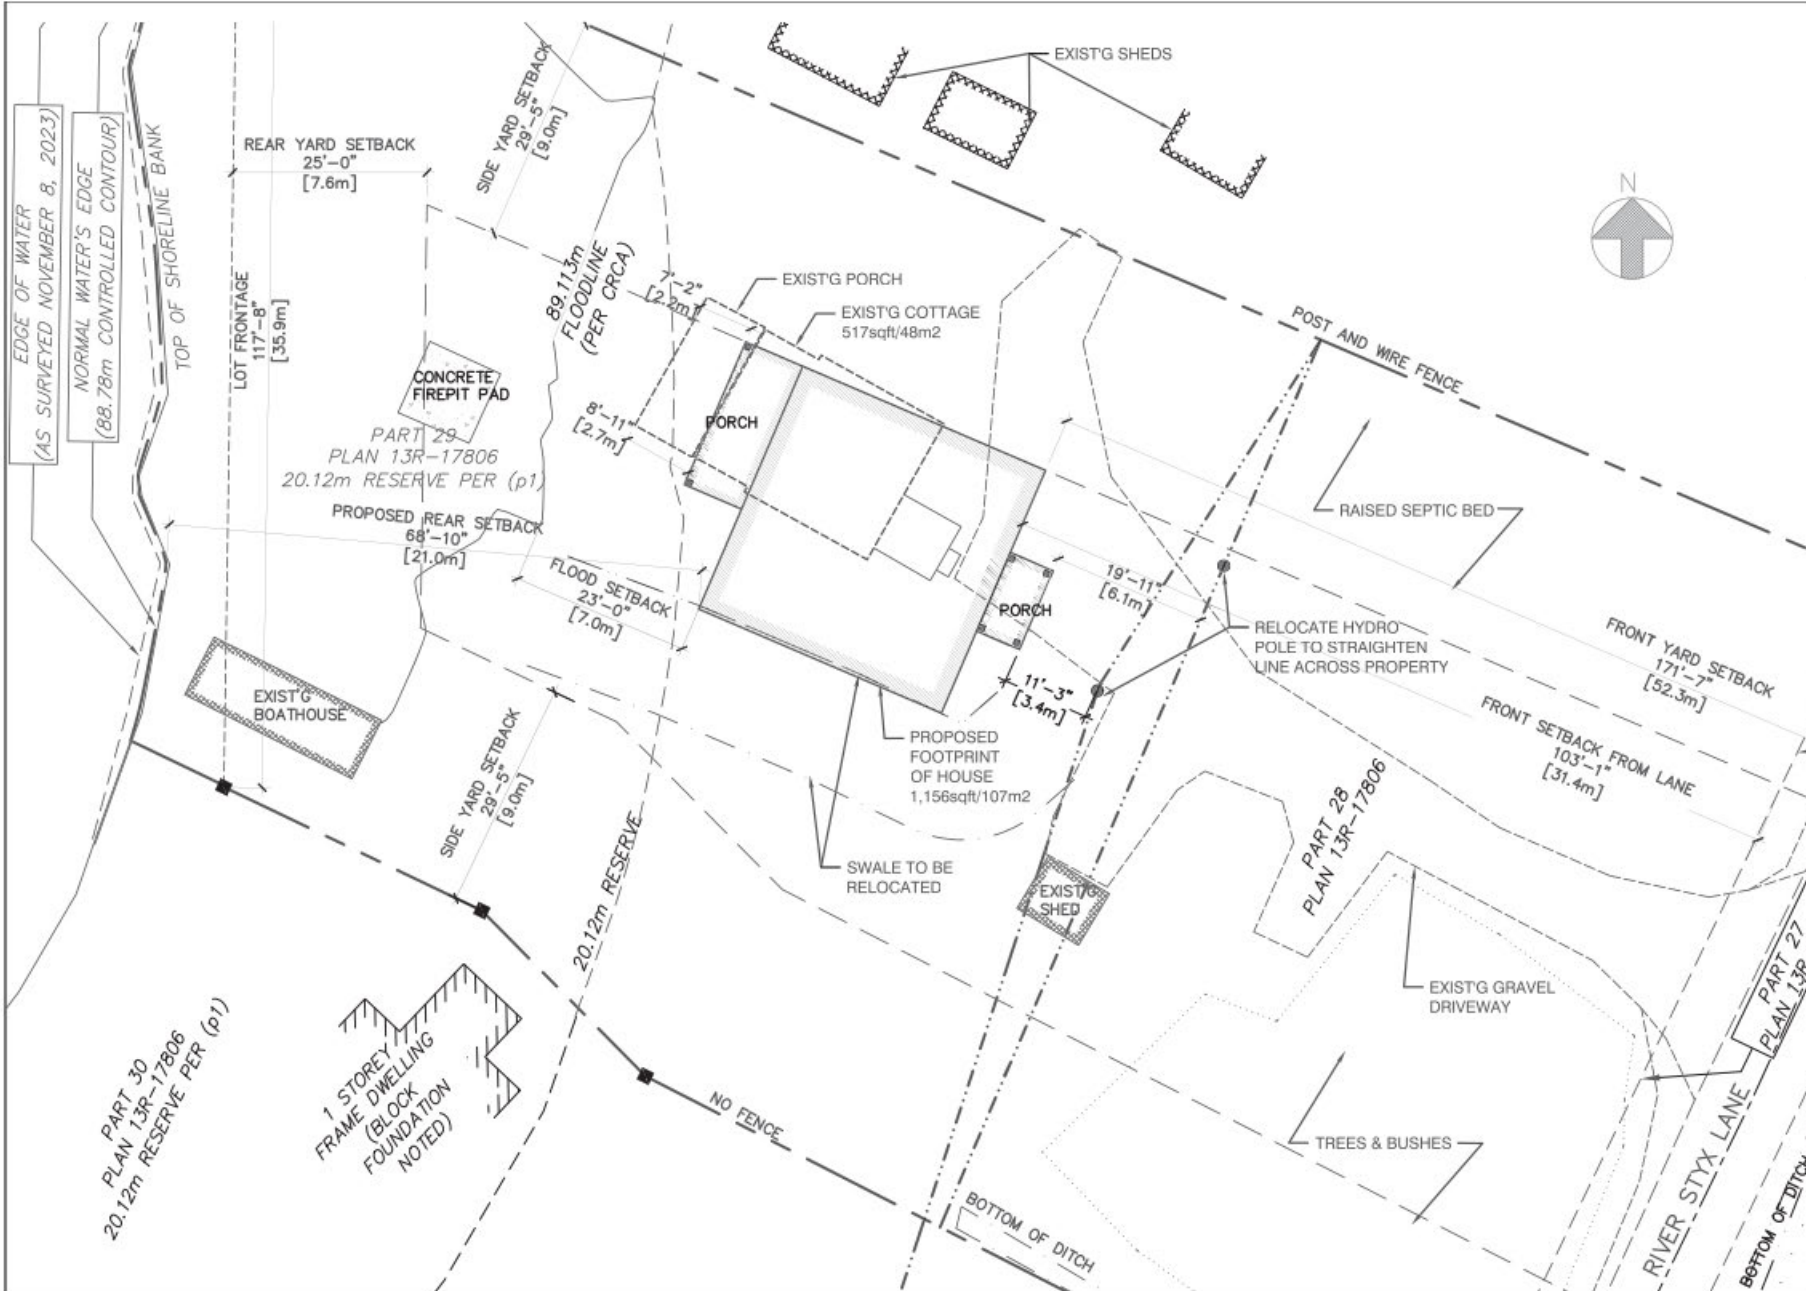 EXIST'G SHEDS
N
SIDE YARD SETBACK
29'-5"
[9.0m]
REAR YARD SETBACK
25'-0"
[7.6m]
EDGE OF WATER
(AS SURVEYED NOVEMBER 8, 2023)
NORMAL WATER'S EDGE
(88.78m CONTROLLED CONTOUR)
TOP OF SHORELINE BANK
LOT FRONTAGE
117'-8"
[35.9m]
89.113m
FLOODLINE
(PER CRCA)
7'-2"
[2.2m]
EXIST'G PORCH
EXIST'G COTTAGE
517sqft/48m2
POST AND WIRE FENCE
CONCRETE
FIREPIT PAD
PORCH
8'-11"
[2.7m]
PART 29
PLAN 13R-17806
20.12m RESERVE PER (p1)
PROPOSED REAR SETBACK
68'-10"
[21.0m]
FLOOD SETBACK
23'-0"
[7.0m]
RAISED SEPTIC BED
19'-11"
[6.1m]
PORCH
RELOCATE HYDRO
POLE TO STRAIGHTEN
LINE ACROSS PROPERTY
FRONT YARD SETBACK
171'-7"
[52.3m]
FRONT SETBACK FROM LANE
103'-1"
[31.4m]
11'-3"
[3.4m]
EXIST'G
BOATHOUSE
SIDE YARD SETBACK
29'-5"
[9.0m]
PROPOSED
FOOTPRINT
OF HOUSE
1,156sqft/107m2
SWALE TO BE
RELOCATED
PART 28
PLAN 13R-17806
20.12m RESERVE
EXIST'G
SHED
EXIST'G GRAVEL
DRIVEWAY
PART 27
PLAN 13R
PART 30
PLAN 13R-17806
20.12m RESERVE PER (p1)
1 STOREY
FRAME DWELLING
(BLOCK
FOUNDATION
NOTED)
NO FENCE
TREES & BUSHES
BOTTOM OF DITCH
RIVER STYX LANE
BOTTOM OF DITCH